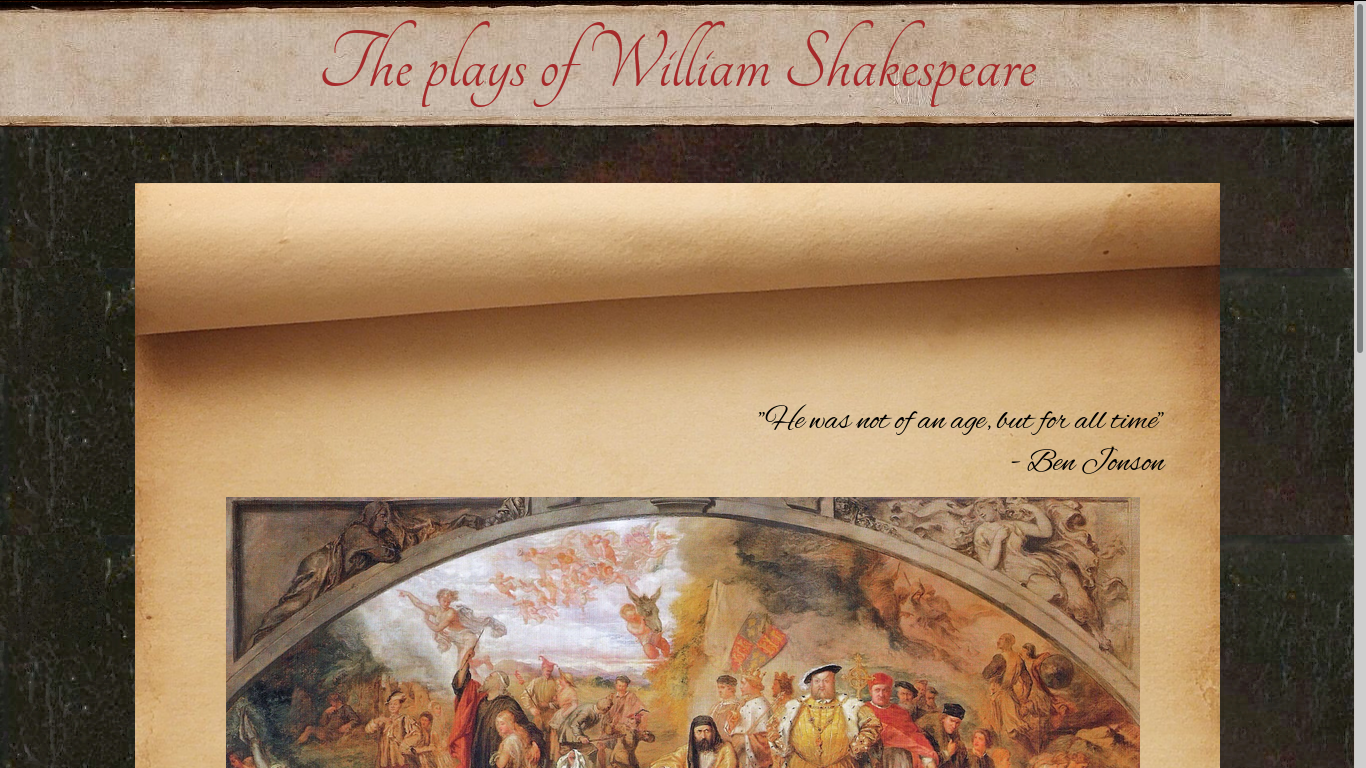 The plays of William Shakespeare
"He was not of an age, but for all time"
- Ben Jonson